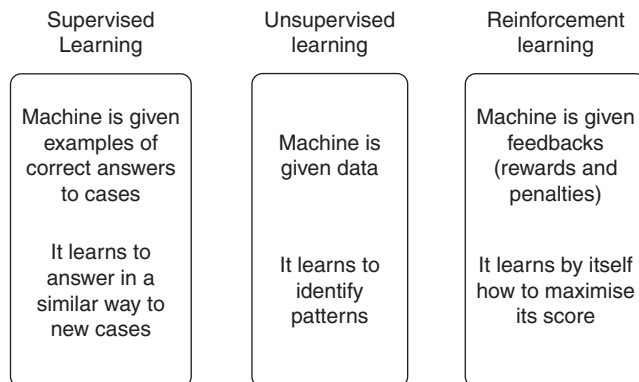 Supervised
Learning
Machine is given
examples of
correct answers
to cases
It learns to
answer in a
similar way to
new cases
Unsupervised
learning
Machine is
given data
It learns to
identify
patterns
Reinforcement
learning
Machine is given
feedbacks
(rewards and
penalties)
It learns by itself
how to maximise
its score